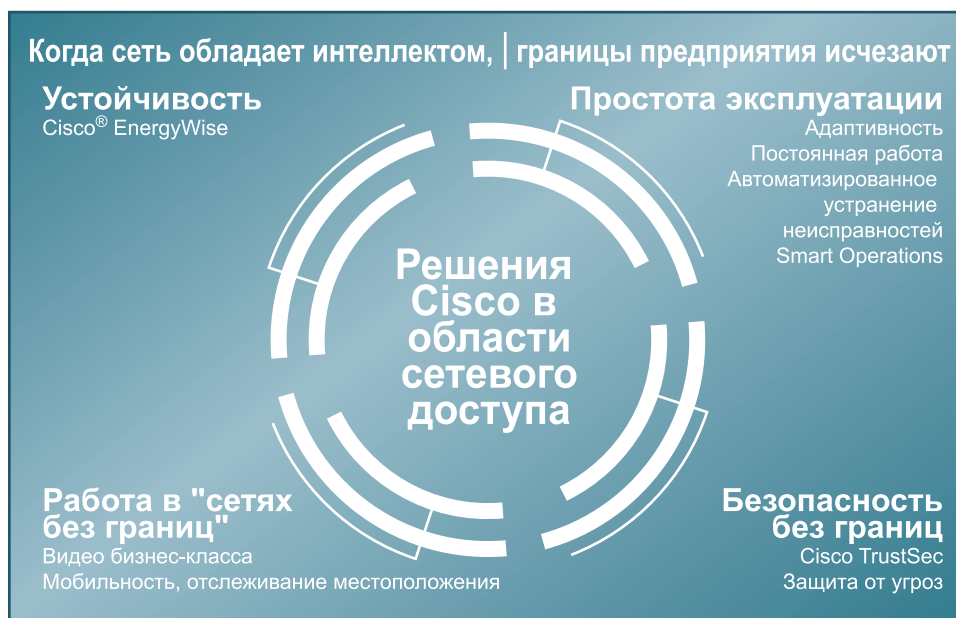 Когда сеть обладает интеллектом, | границы предприятия исчезают
Устойчивость
Cisco® EnergyWise
Простота эксплуатации
Адаптивность
Постоянная работа
Автоматизированное
устранение
неисправностей
Smart Operations
Решения
Cisco в
области
сетевого
доступа
Работа в "сетях
без границ"
Видео бизнес-класса
Мобильность, отслеживание местоположения
Безопасность
без границ
Cisco TrustSec
Защита от угроз